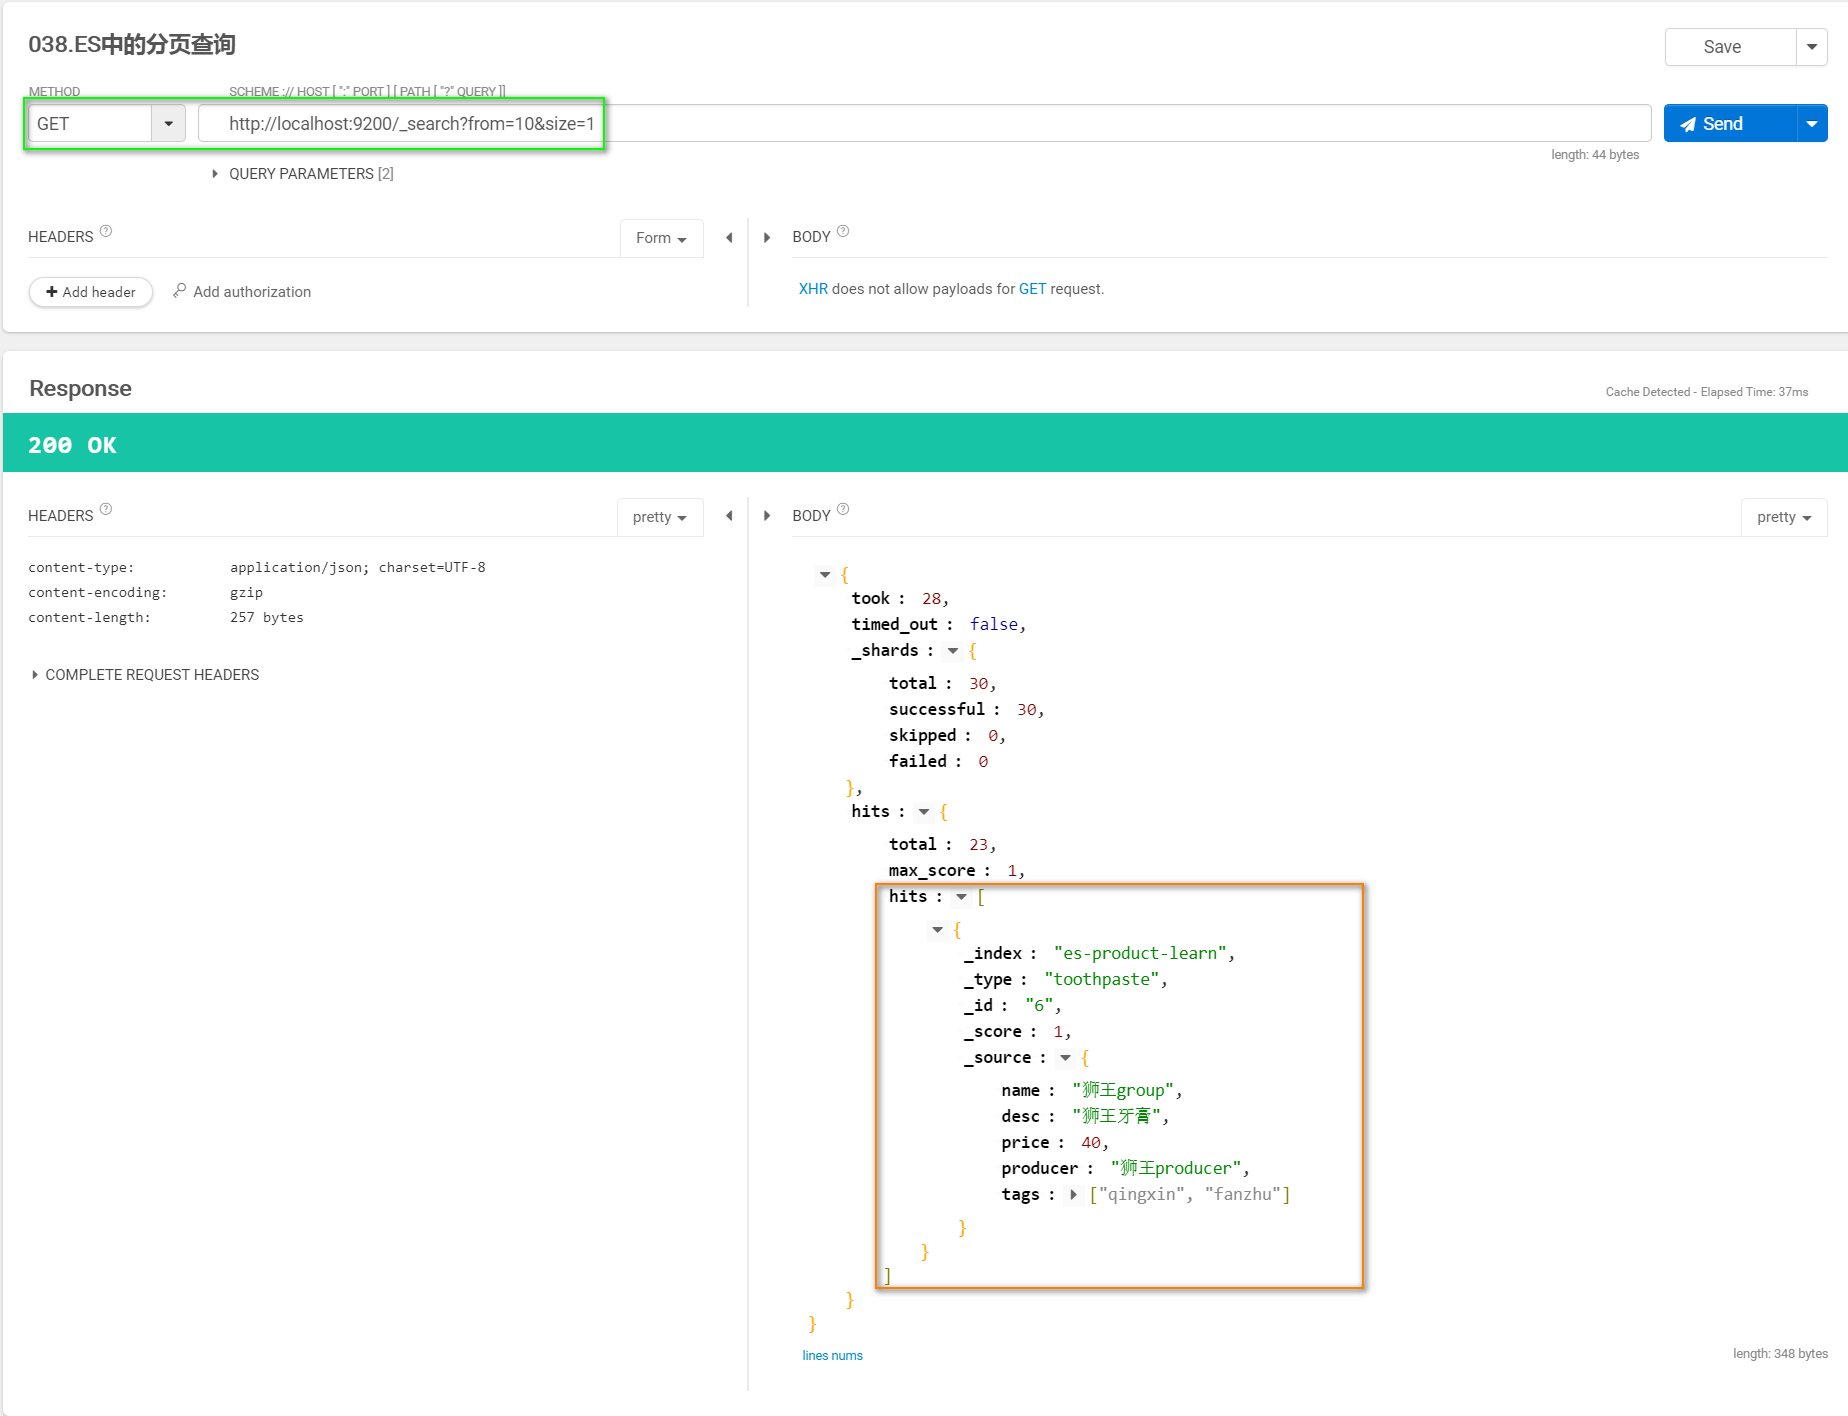 038.ES中的分页查询
Save
METHOD
SCHEME :// HOST [ ":" PORT ] [ PATH [ "?" QUERY ]]
GET
http://localhost:9200/_search?from=10&size=1
Send
length: 44 bytes
QUERY PARAMETERS [2]
HEADERS ?
Form
BODY ?
Add header
Add authorization
XHR does not allow payloads for GET request.
Response
Cache Detected - Elapsed Time: 37ms
200 OK
HEADERS ?
pretty
BODY ?
pretty
content-type: application/json; charset=UTF-8
content-encoding: gzip
content-length: 257 bytes
COMPLETE REQUEST HEADERS
{
took : 28,
timed_out : false,
_shards : {
total : 30,
successful : 30,
skipped : 0,
failed : 0
},
hits : {
total : 23,
max_score : 1,
hits : [
{
_index : "es-product-learn",
_type : "toothpaste",
_id : "6",
_score : 1,
_source : {
name : "狮王group",
desc : "狮王牙膏",
price : 40,
producer : "狮王producer",
tags : ["qingxin", "fanzhu"]
}
}
]
}
}
lines nums
length: 348 bytes